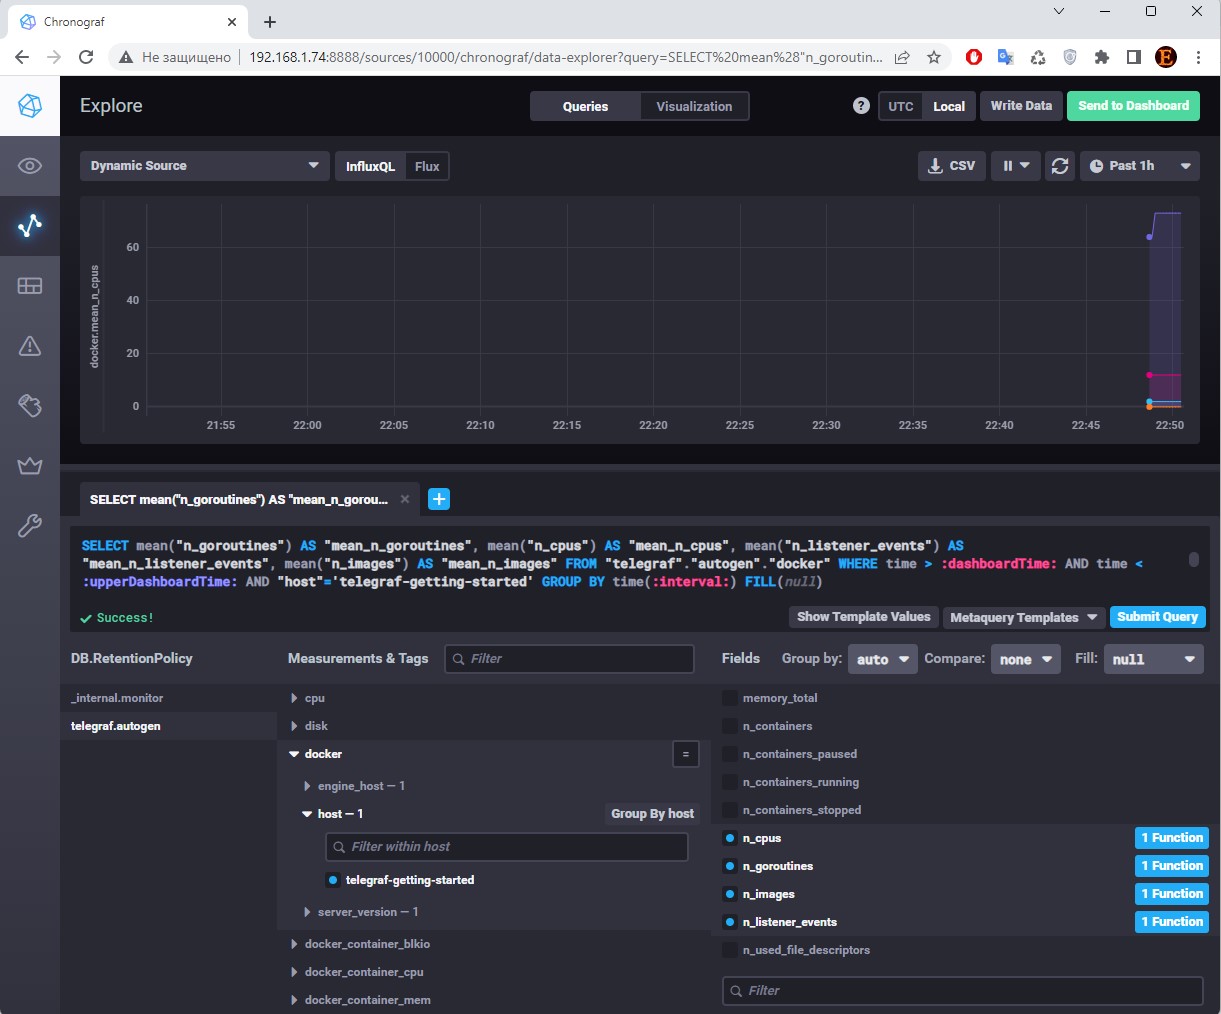 Chronograf
Не защищено
192.168.1.74:8888/sources/10000/chronograf/data-explorer?query=SELECT%20mean%28"n_goroutin...
Explore
Queries
Visualization
?
UTC
Local
Write Data
Send to Dashboard
Dynamic Source
InfluxQL
Flux
CSV
Past 1h
docker.mean_n_cpus
60
40
20
0
21:55 22:00 22:05 22:10 22:15 22:20 22:25 22:30 22:35 22:40 22:45 22:50
SELECT mean("n_goroutines") AS "mean_n_gorou...
SELECT mean("n_goroutines") AS "mean_n_goroutines", mean("n_cpus") AS "mean_n_cpus", mean("n_listener_events") AS
"mean_n_listener_events", mean("n_images") AS "mean_n_images" FROM "telegraf"."autogen"."docker" WHERE time > :dashboardTime: AND time <
:upperDashboardTime: AND "host"='telegraf-getting-started' GROUP BY time(:interval:) FILL(null)
Success!
Show Template Values
Metaquery Templates
Submit Query
DB.RetentionPolicy
_internal.monitor
telegraf.autogen
Measurements & Tags
Filter
cpu
disk
docker
=
engine_host — 1
host — 1
Group By host
Filter within host
telegraf-getting-started
server_version — 1
docker_container_blkio
docker_container_cpu
docker_container_mem
Fields
Group by: auto
Compare: none
Fill: null
memory_total
n_containers
n_containers_paused
n_containers_running
n_containers_stopped
n_cpus 1 Function
n_goroutines 1 Function
n_images 1 Function
n_listener_events 1 Function
n_used_file_descriptors
Filter